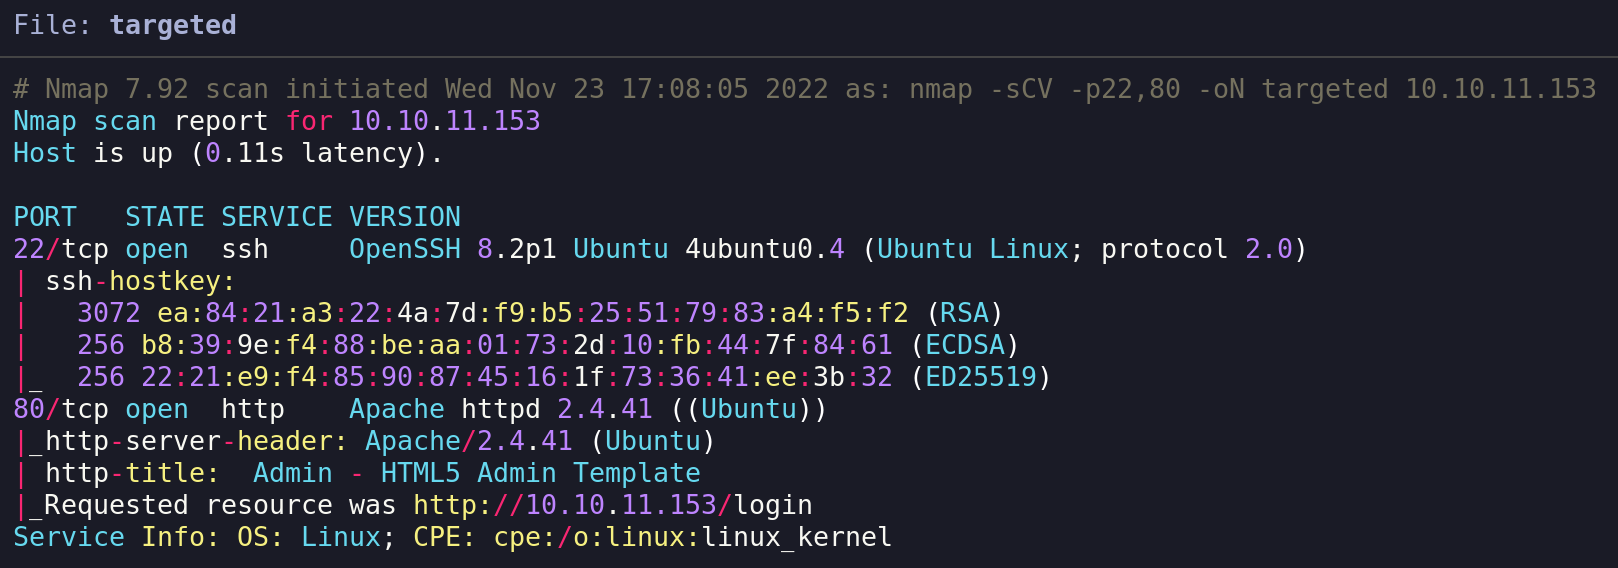 File: targeted
# Nmap 7.92 scan initiated Wed Nov 23 17:08:05 2022 as: nmap -sCV -p22,80 -oN targeted 10.10.11.153
Nmap scan report for 10.10.11.153
Host is up (0.11s latency).
PORT   STATE SERVICE VERSION
22/tcp open  ssh     OpenSSH 8.2p1 Ubuntu 4ubuntu0.4 (Ubuntu Linux; protocol 2.0)
| ssh-hostkey:
|   3072 ea:84:21:a3:22:4a:7d:f9:b5:25:51:79:83:a4:f5:f2 (RSA)
|   256 b8:39:9e:f4:88:be:aa:01:73:2d:10:fb:44:7f:84:61 (ECDSA)
|_  256 22:21:e9:f4:85:90:87:45:16:1f:73:36:41:ee:3b:32 (ED25519)
80/tcp open  http    Apache httpd 2.4.41 ((Ubuntu))
|_http-server-header: Apache/2.4.41 (Ubuntu)
| http-title:  Admin - HTML5 Admin Template
|_Requested resource was http://10.10.11.153/login
Service Info: OS: Linux; CPE: cpe:/o:linux:linux_kernel